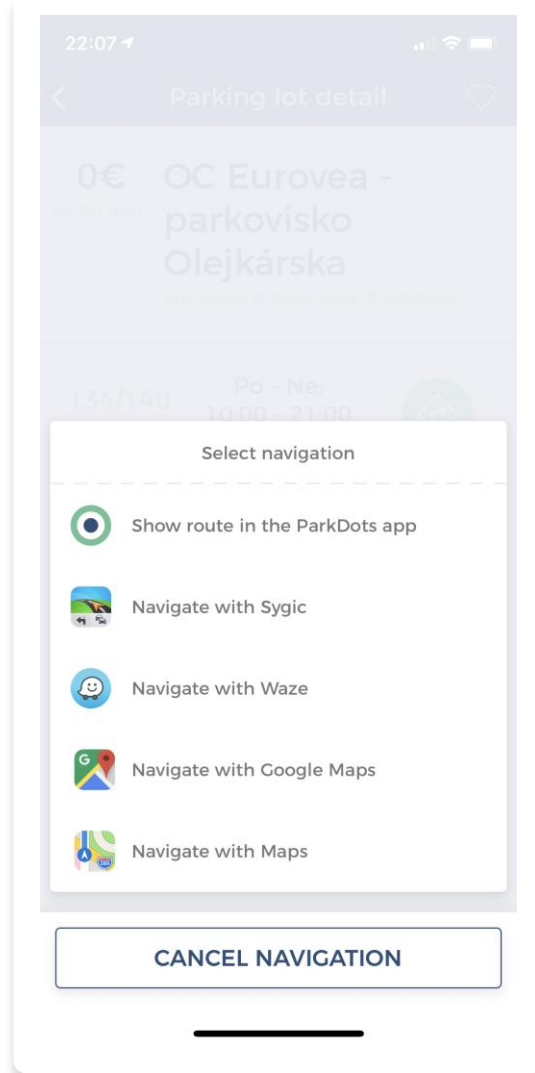 22:07
Parking lot detail
0€
OC Eurovea -
parkovisko
Olejkárska
134/140
Po - Ne:
10:00 - 21:00
Select navigation
Show route in the ParkDots app
Navigate with Sygic
Navigate with Waze
G
Navigate with Google Maps
280
Navigate with Maps
CANCEL NAVIGATION